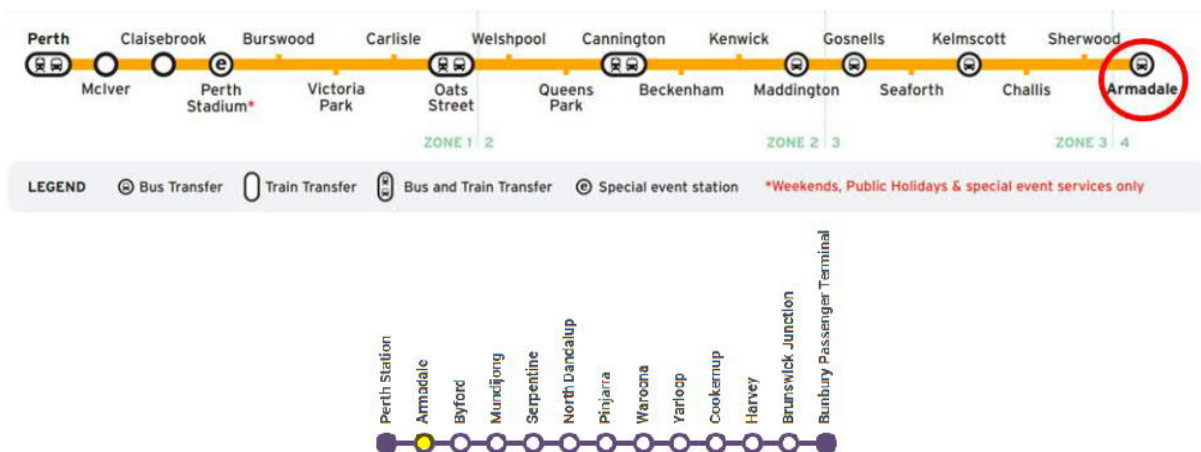 Perth Claisebrook Burswood Carlisle Welshpool Cannington Kenwick Gosnells Kelmscott Sherwood
McIver Perth Stadium* Victoria Park Oats Street Queens Park Beckenham Maddington Seaforth Challis Armadale
ZONE 1 2 ZONE 2 3 ZONE 3 4
LEGEND Bus Transfer Train Transfer Bus and Train Transfer e Special event station *Weekends, Public Holidays & special event services only
Perth Station
Armadale
Byford
Mundijong
Serpentine
North Dandalup
Pinjarra
Waroona
Yarloop
Cookernup
Harvey
Brunswick Junction
Bunbury Passenger Terminal